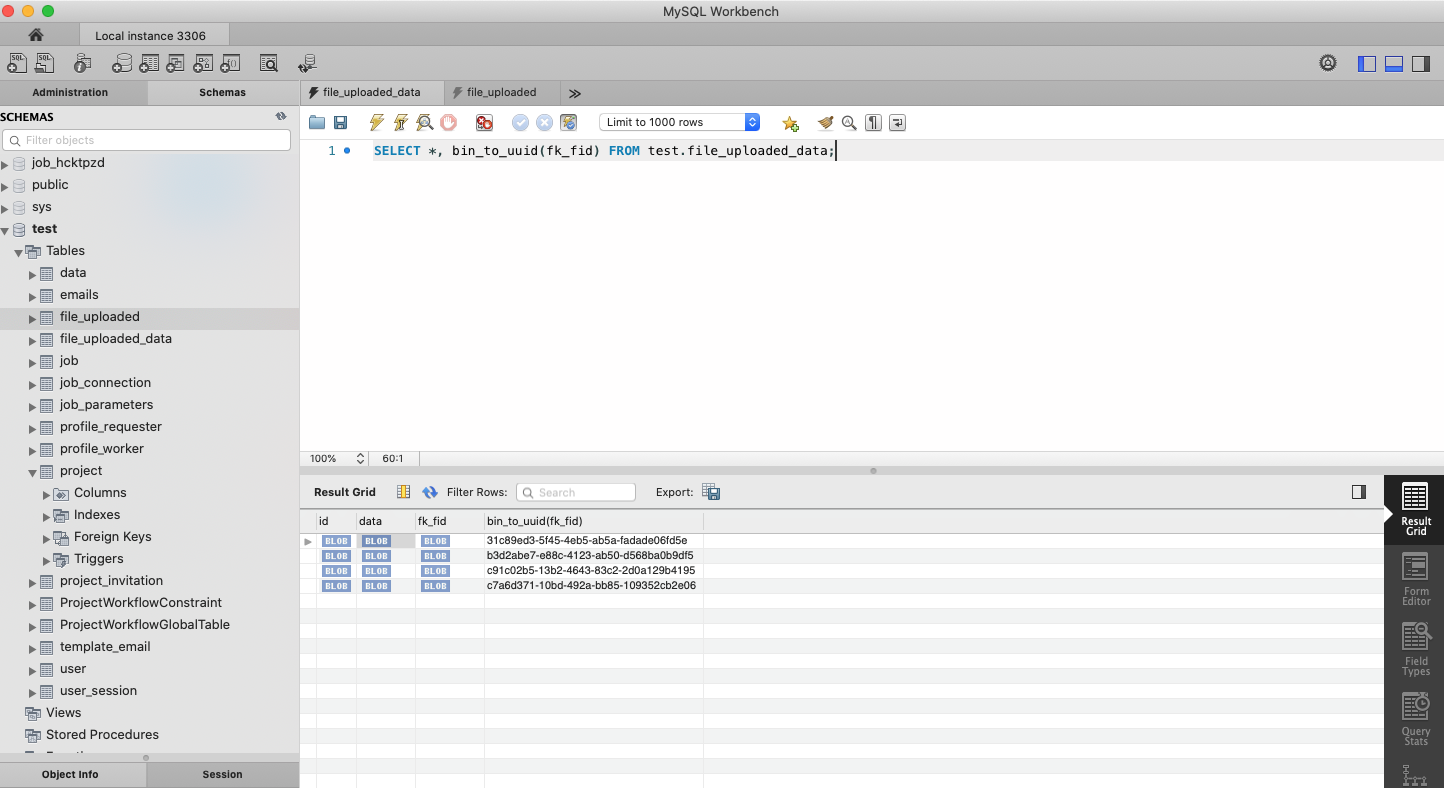 MySQL Workbench
Local instance 3306
Administration
Schemas
file_uploaded_data
file_uploaded
SCHEMAS
Filter objects
Limit to 1000 rows
1
SELECT *, bin_to_uuid(fk_fid) FROM test.file_uploaded_data;
job_hcktpzd
public
sys
test
Tables
data
emails
file_uploaded
file_uploaded_data
job
job_connection
job_parameters
profile_requester
profile_worker
project
Columns
Indexes
Foreign Keys
Triggers
project_invitation
ProjectWorkflowConstraint
ProjectWorkflowGlobalTable
template_email
user
user_session
Views
Stored Procedures
Object Info
Session
100%
60:1
Result Grid
Filter Rows:
Search
Export:
id data fk_fid bin_to_uuid(fk_fid)
BLOB BLOB BLOB 31c89ed3-5f45-4eb5-ab5a-fadade06fd5e
BLOB BLOB BLOB b3d2abe7-e88c-4123-ab50-d568ba0b9df5
BLOB BLOB BLOB c91c02b5-13b2-4643-83c2-2d0a129b4195
BLOB BLOB BLOB c7a6d371-10bd-492a-bb85-109352cb2e06
Result
Grid
Form
Editor
Field
Types
Query
Stats